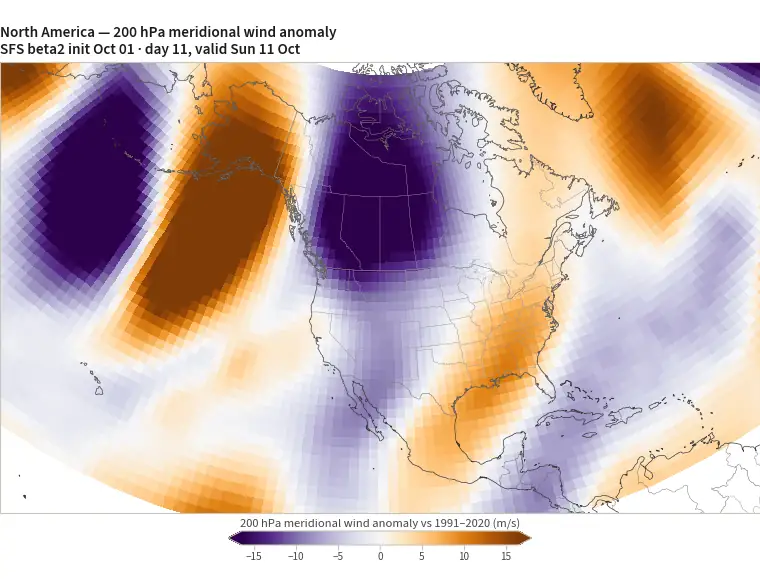 North America — 200 hPa meridional wind anomaly
SFS beta2 init Oct 01 · day 11, valid Sun 11 Oct
200 hPa meridional wind anomaly vs 1991–2020 (m/s)
−15 −10 −5 0 5 10 15